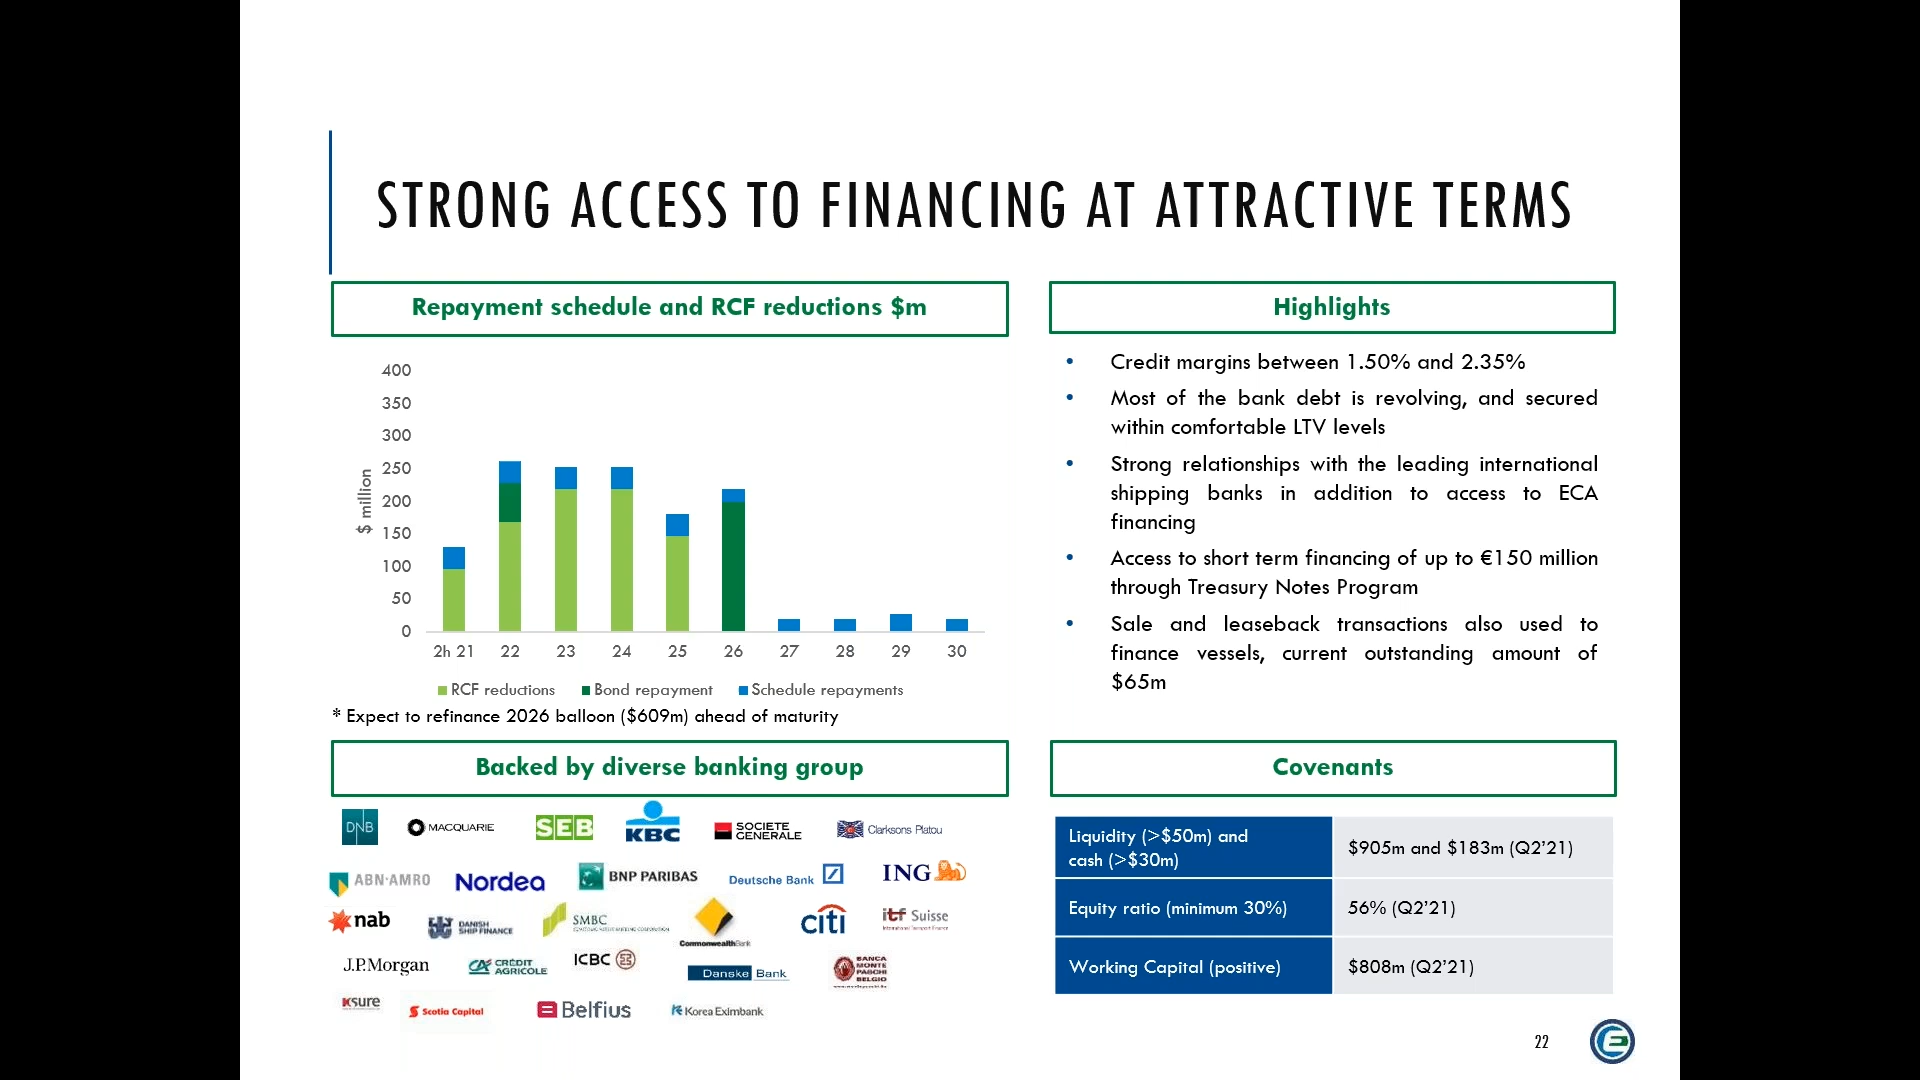 STRONG ACCESS TO FINANCING AT ATTRACTIVE TERMS
Repayment schedule and RCF reductions $m
400
350
300
250
200
150
100
50
0
$ million
2h 21 22 23 24 25 26 27 28 29 30
RCF reductions Bond repayment Schedule repayments
* Expect to refinance 2026 balloon ($609m) ahead of maturity
Highlights
• Credit margins between 1.50% and 2.35%
• Most of the bank debt is revolving, and secured
within comfortable LTV levels
• Strong relationships with the leading international
shipping banks in addition to access to ECA
financing
• Access to short term financing of up to €150 million
through Treasury Notes Program
• Sale and leaseback transactions also used to
finance vessels, current outstanding amount of
$65m
Backed by diverse banking group
DNB MACQUARIE SEB KBC SOCIETE
GENERALE Clarksons Platou
ABN·AMRO Nordea BNP PARIBAS Deutsche Bank ING
nab DANISH
SHIP FINANCE SMBC CommonwealthBank citi itf Suisse
International Transport Finance
J.P.Morgan CRÉDIT
AGRICOLE ICBC Danske Bank BANCA
MONTE
PASCHI
BELGIO
Ksure Scotia Capital Belfius Korea Eximbank
Covenants
Liquidity (>$50m) and
cash (>$30m) $905m and $183m (Q2’21)
Equity ratio (minimum 30%) 56% (Q2’21)
Working Capital (positive) $808m (Q2’21)
22